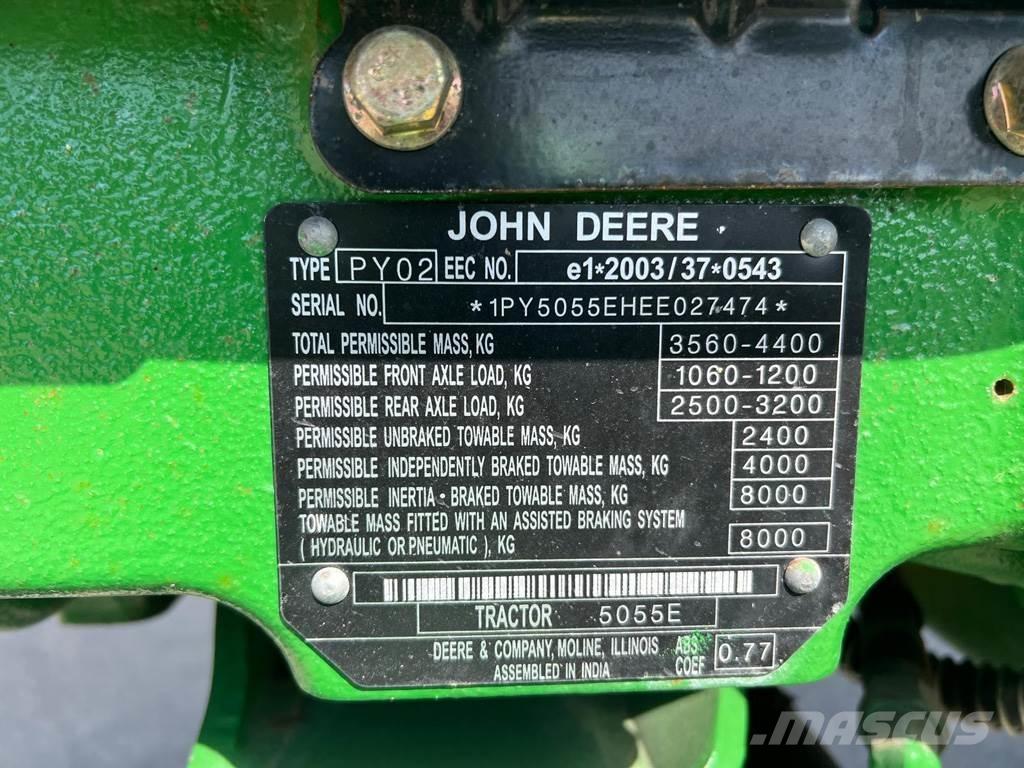 JOHN DEERE
TYPE PY02 EEC NO. e1*2003/37*0543
SERIAL NO. *1PY5055EHEE027474*
TOTAL PERMISSIBLE MASS, KG 3560-4400
PERMISSIBLE FRONT AXLE LOAD, KG 1060-1200
PERMISSIBLE REAR AXLE LOAD, KG 2500-3200
PERMISSIBLE UNBRAKED TOWABLE MASS, KG 2400
PERMISSIBLE INDEPENDENTLY BRAKED TOWABLE MASS, KG 4000
PERMISSIBLE INERTIA - BRAKED TOWABLE MASS, KG 8000
TOWABLE MASS FITTED WITH AN ASSISTED BRAKING SYSTEM
( HYDRAULIC OR PNEUMATIC ), KG 8000
TRACTOR 5055E
DEERE & COMPANY, MOLINE, ILLINOIS ABS 0.77
ASSEMBLED IN INDIA COEF
MASCUS